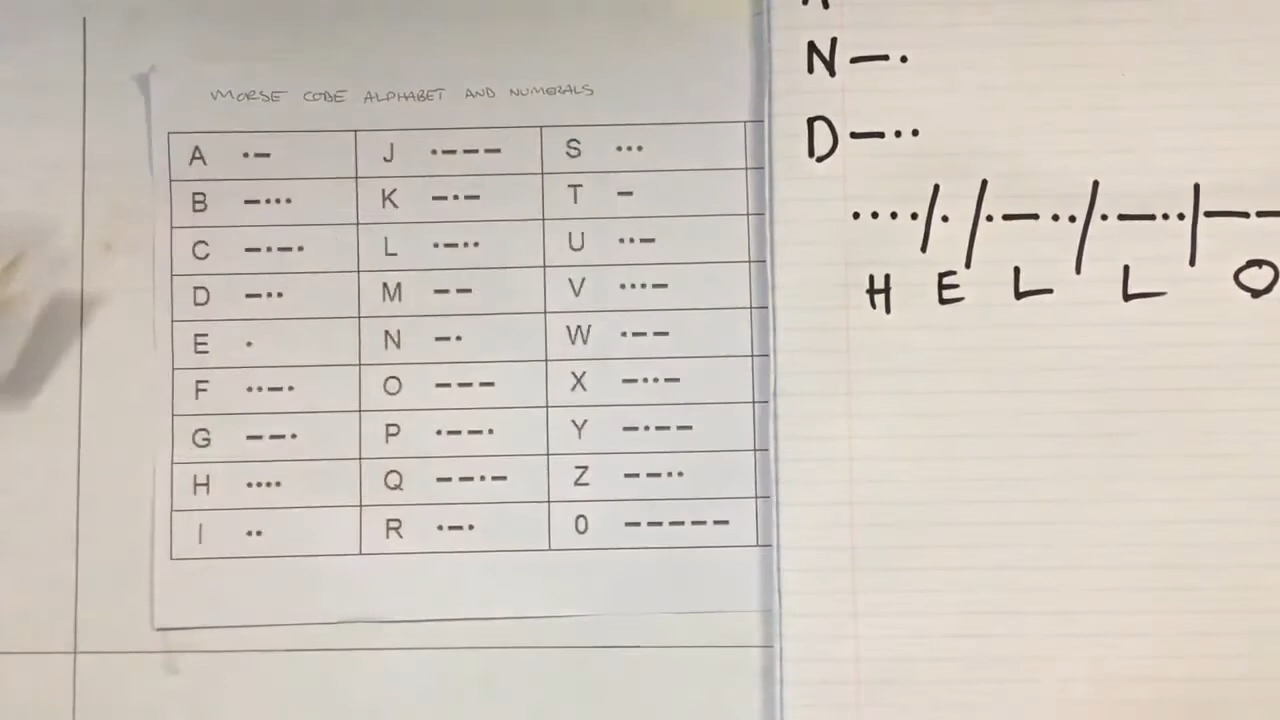 MORSE CODE ALPHABET AND NUMERALS
A ·– J ·––– S ···
B –··· K –·– T –
C –·–· L ·–·· U ··–
D –·· M –– V ···–
E · N –· W ·––
F ··–· O ––– X –··–
G ––· P ·––· Y –·––
H ···· Q ––·– Z ––··
I ·· R ·–· 0 –––––
N –·
D –··
····/·/·–··/·–··|––
H E L L O